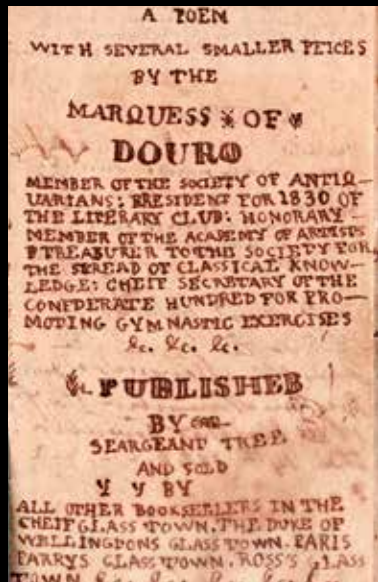 A POEM
WITH SEVERAL SMALLER PEICES
BY THE
MARQUESS OF
DOURO
MEMBER OF THE SOCIETY OF ANTIQ-
UARIANS; PRESIDENT FOR 1830 OF
THE LITERARY CLUB; HONORARY
MEMBER OF THE ACADEMY OF ARTISTS
& TREASURER TO THE SOCIETY FOR
THE SPREAD OF CLASSICAL KNOW-
LEDGE; CHEIF SECRETARY OF THE
CONFEDERATE HUNDRED FOR PRO-
MOTING GYMNASTIC EXERCISES
&c. &c. &c.
PUBLISHED
BY
SEARGEANT TREE
AND SOLD
BY
ALL OTHER BOOKSELLERS IN THE
CHEIF GLASS TOWN, THE DUKE OF
WELLINGTONS GLASS TOWN. PARIS
PARRYS GLASS TOWN. ROSS'S GLASS
TOWN &c. &c. &c.